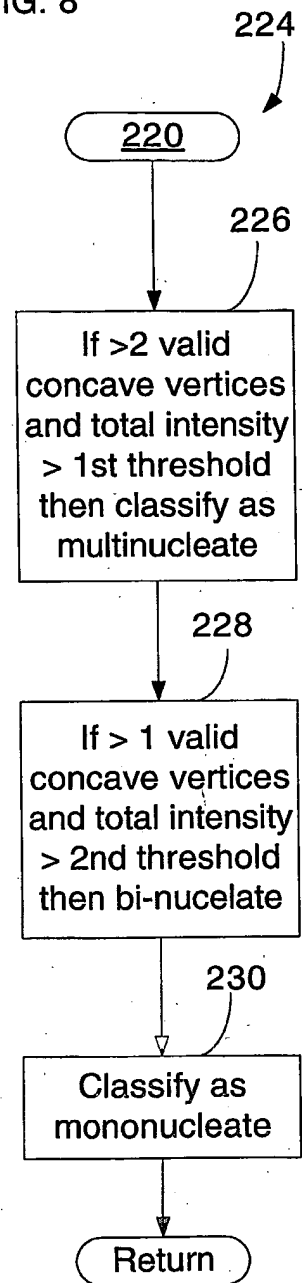 FIG. 8
224
220
226
If >2 valid
concave vertices
and total intensity
> 1st threshold
then classify as
multinucleate
228
If > 1 valid
concave vertices
and total intensity
> 2nd threshold
then bi-nucelate
230
Classify as
mononucleate
Return